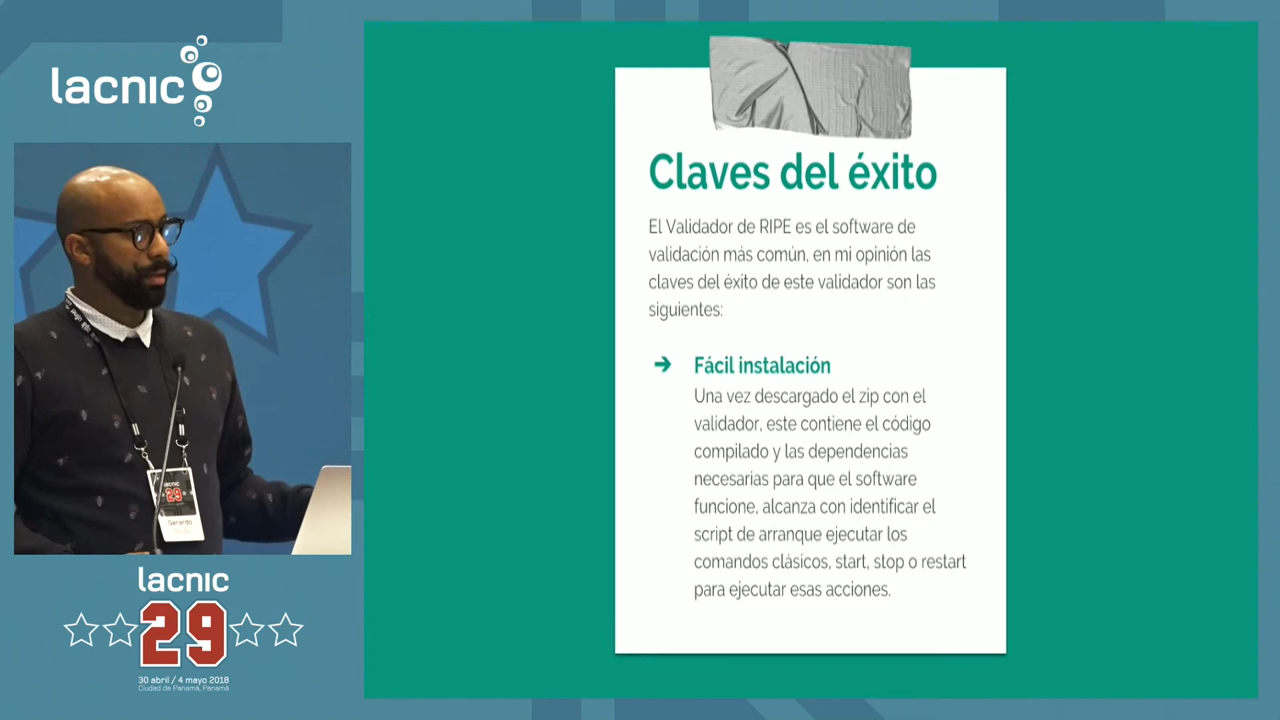 lacnic
lacnic
29
Gerardo
lacnic
29
30 abril / 4 mayo 2018
Ciudad de Panamá, Panamá
Claves del éxito
El Validador de RIPE es el software de
validación más común, en mi opinión las
claves del éxito de este validador son las
siguientes:
Fácil instalación
Una vez descargado el zip con el
validador, este contiene el código
compilado y las dependencias
necesarias para que el software
funcione, alcanza con identificar el
script de arranque ejecutar los
comandos clásicos, start, stop o restart
para ejecutar esas acciones.